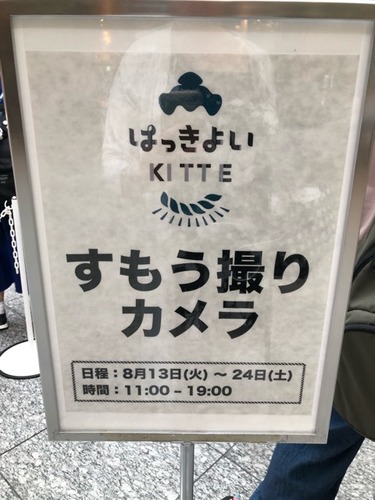 はっきよい
KITTE
すもう撮り
カメラ
日程：8月13日(火) ～ 24日(土)
時間：11:00 – 19:00